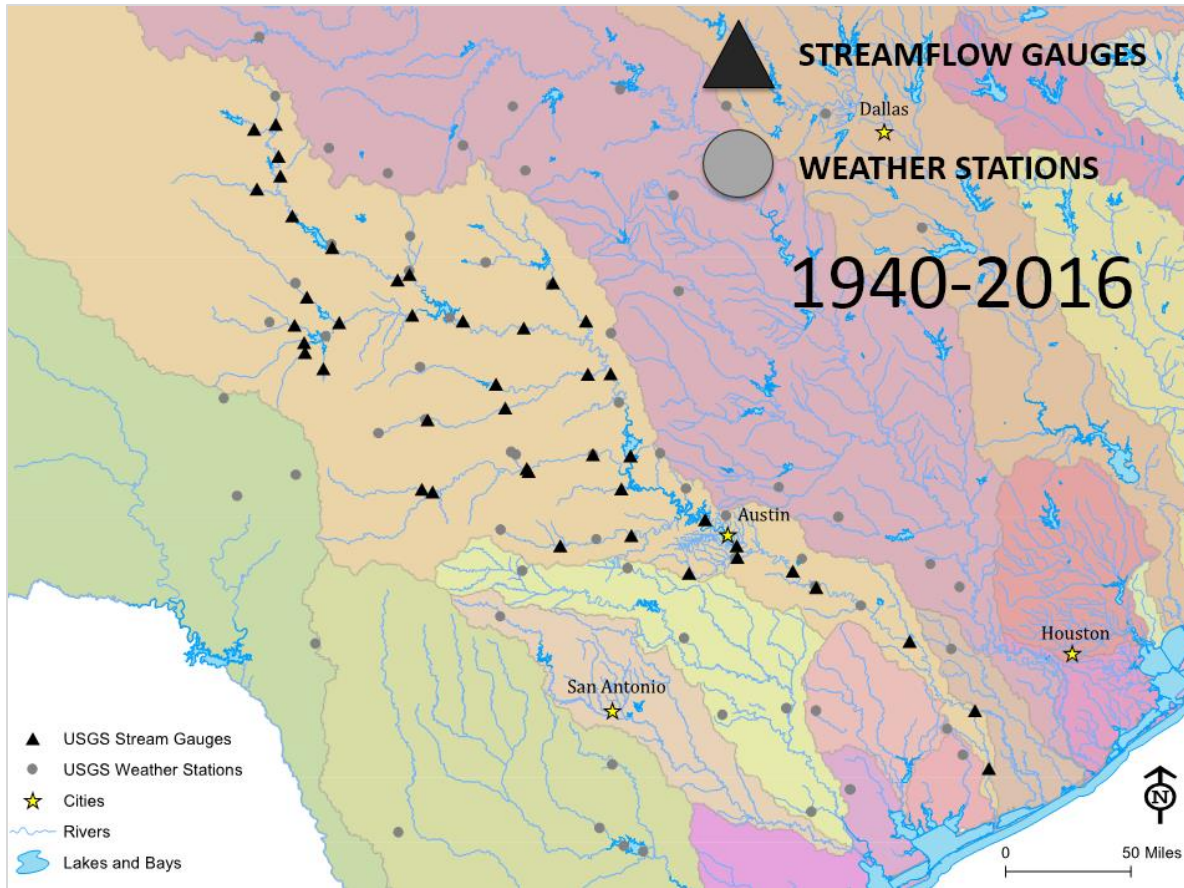 STREAMFLOW GAUGES
Dallas
WEATHER STATIONS
1940-2016
Austin
Houston
San Antonio
USGS Stream Gauges
USGS Weather Stations
Cities
Rivers
Lakes and Bays
N
0 50 Miles